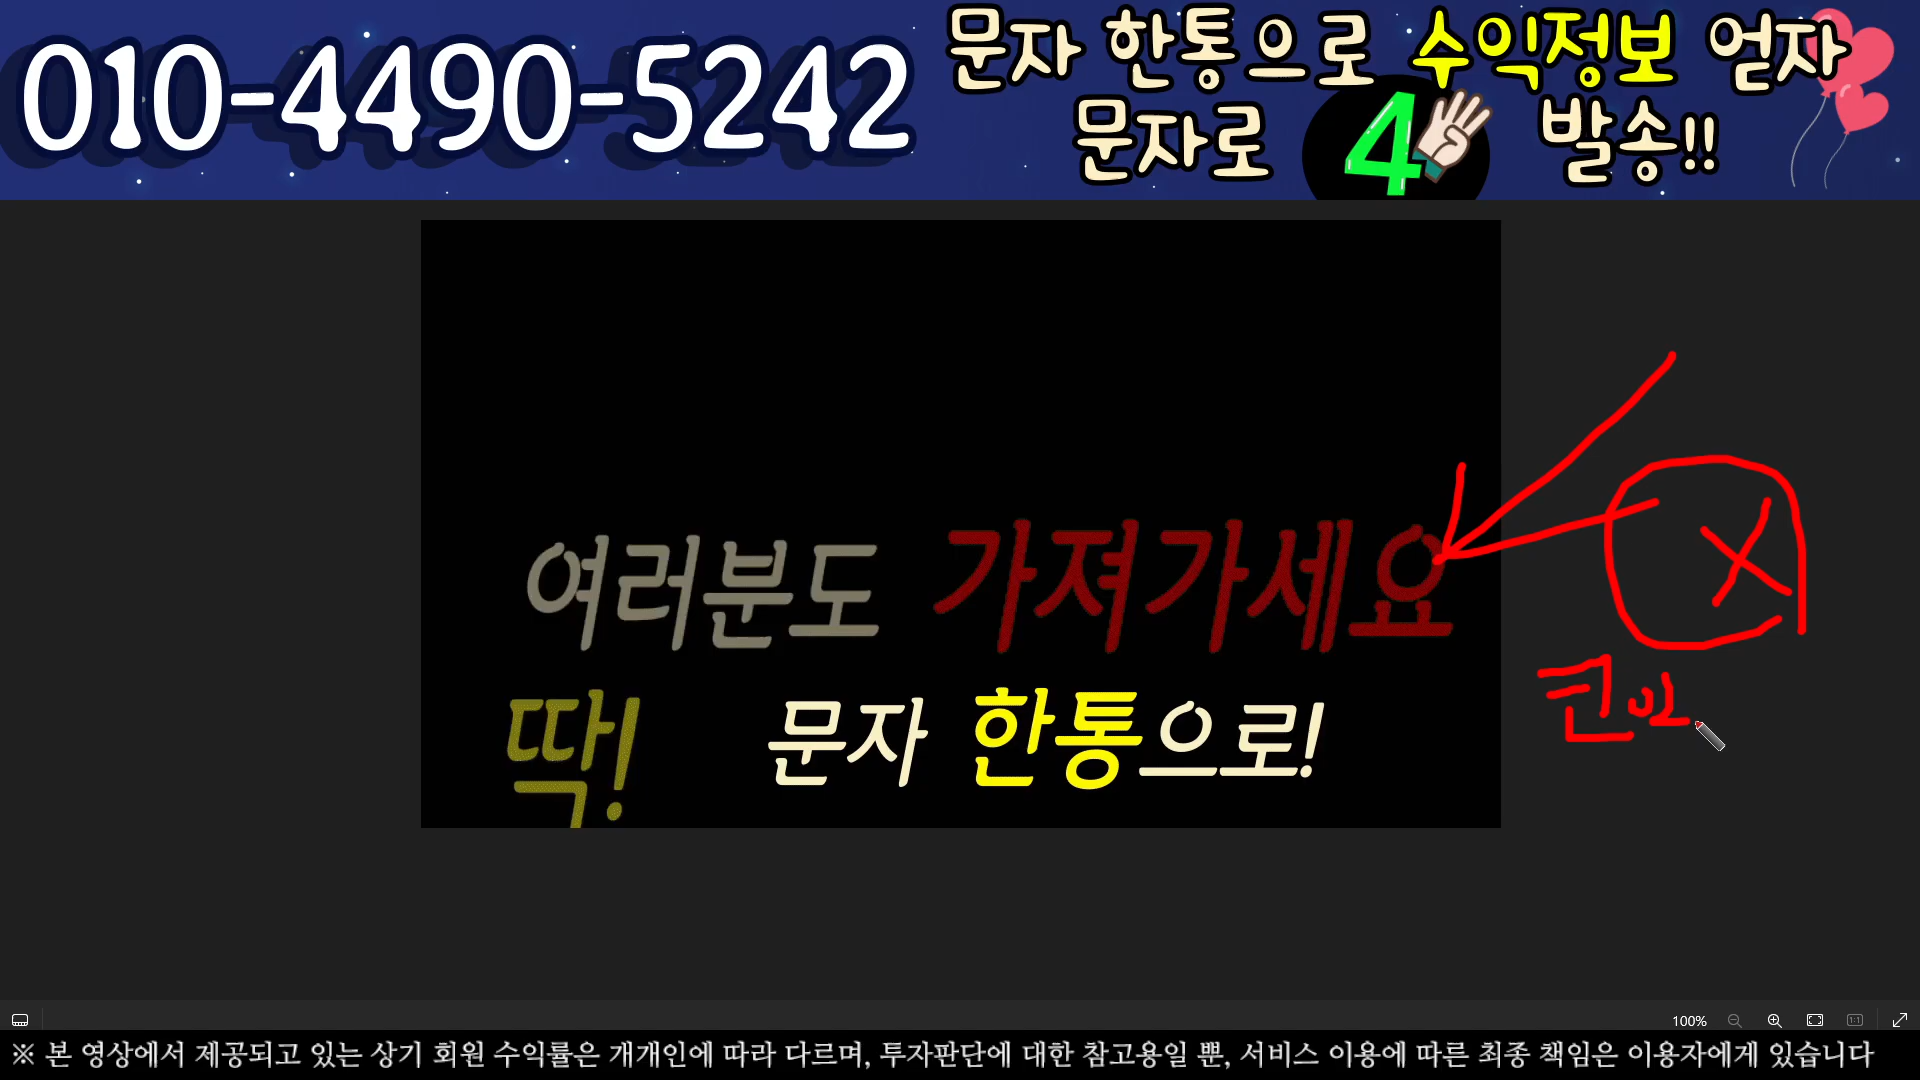 010-4490-5242
문자 한통으로 수익정보 얻자
문자로 4 발송!!
여러분도 가져가세요
딱! 문자 한통으로!
X
100%
※ 본 영상에서 제공되고 있는 상기 회원 수익률은 개개인에 따라 다르며, 투자판단에 대한 참고용일 뿐, 서비스 이용에 따른 최종 책임은 이용자에게 있습니다